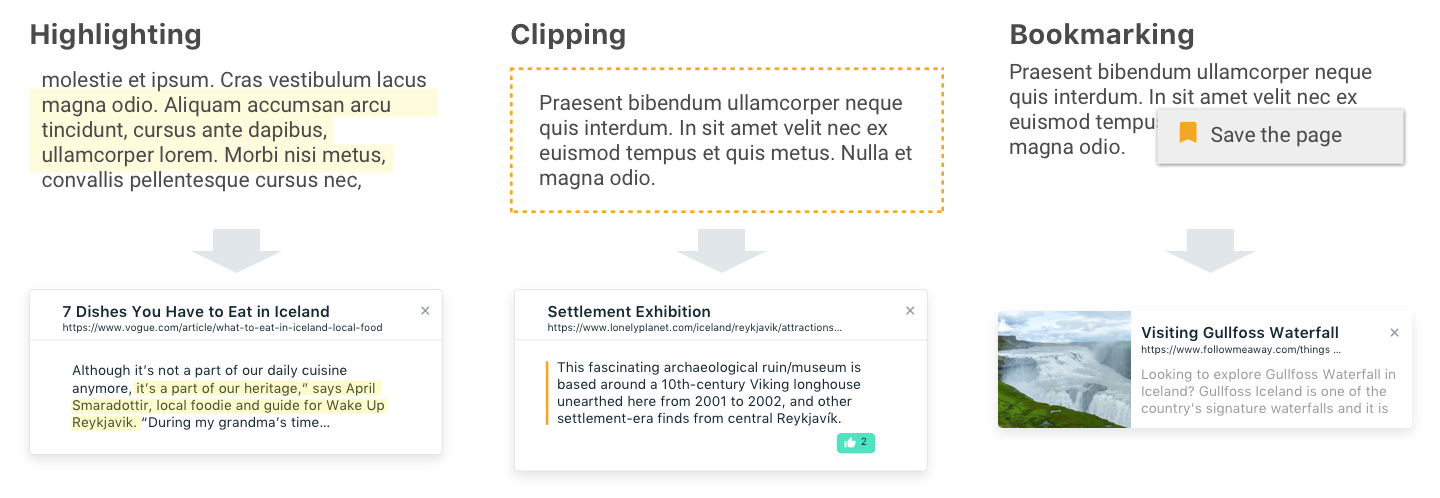 Highlighting
molestie et ipsum. Cras vestibulum lacus
magna odio. Aliquam accumsan arcu
tincidunt, cursus ante dapibus,
ullamcorper lorem. Morbi nisi metus,
convallis pellentesque cursus nec,
7 Dishes You Have to Eat in Iceland
https://www.vogue.com/article/what-to-eat-in-iceland-local-food
Although it’s not a part of our daily cuisine
anymore, it’s a part of our heritage,” says April
Smaradottir, local foodie and guide for Wake Up
Reykjavik. “During my grandma’s time...
Clipping
Praesent bibendum ullamcorper neque
quis interdum. In sit amet velit nec ex
euismod tempus et quis metus. Nulla et
magna odio.
Settlement Exhibition
https://www.lonelyplanet.com/iceland/reykjavik/attractions...
This fascinating archaeological ruin/museum is
based around a 10th-century Viking longhouse
unearthed here from 2001 to 2002, and other
settlement-era finds from central Reykjavík.
2
Bookmarking
Praesent bibendum ullamcorper neque
quis interdum. In sit amet velit nec ex
euismod tempus
magna odio.
Save the page
Visiting Gullfoss Waterfall
https://www.followmeaway.com/things ...
Looking to explore Gullfoss Waterfall in
Iceland? Gullfoss Iceland is one of the
country’s signature waterfalls and it is